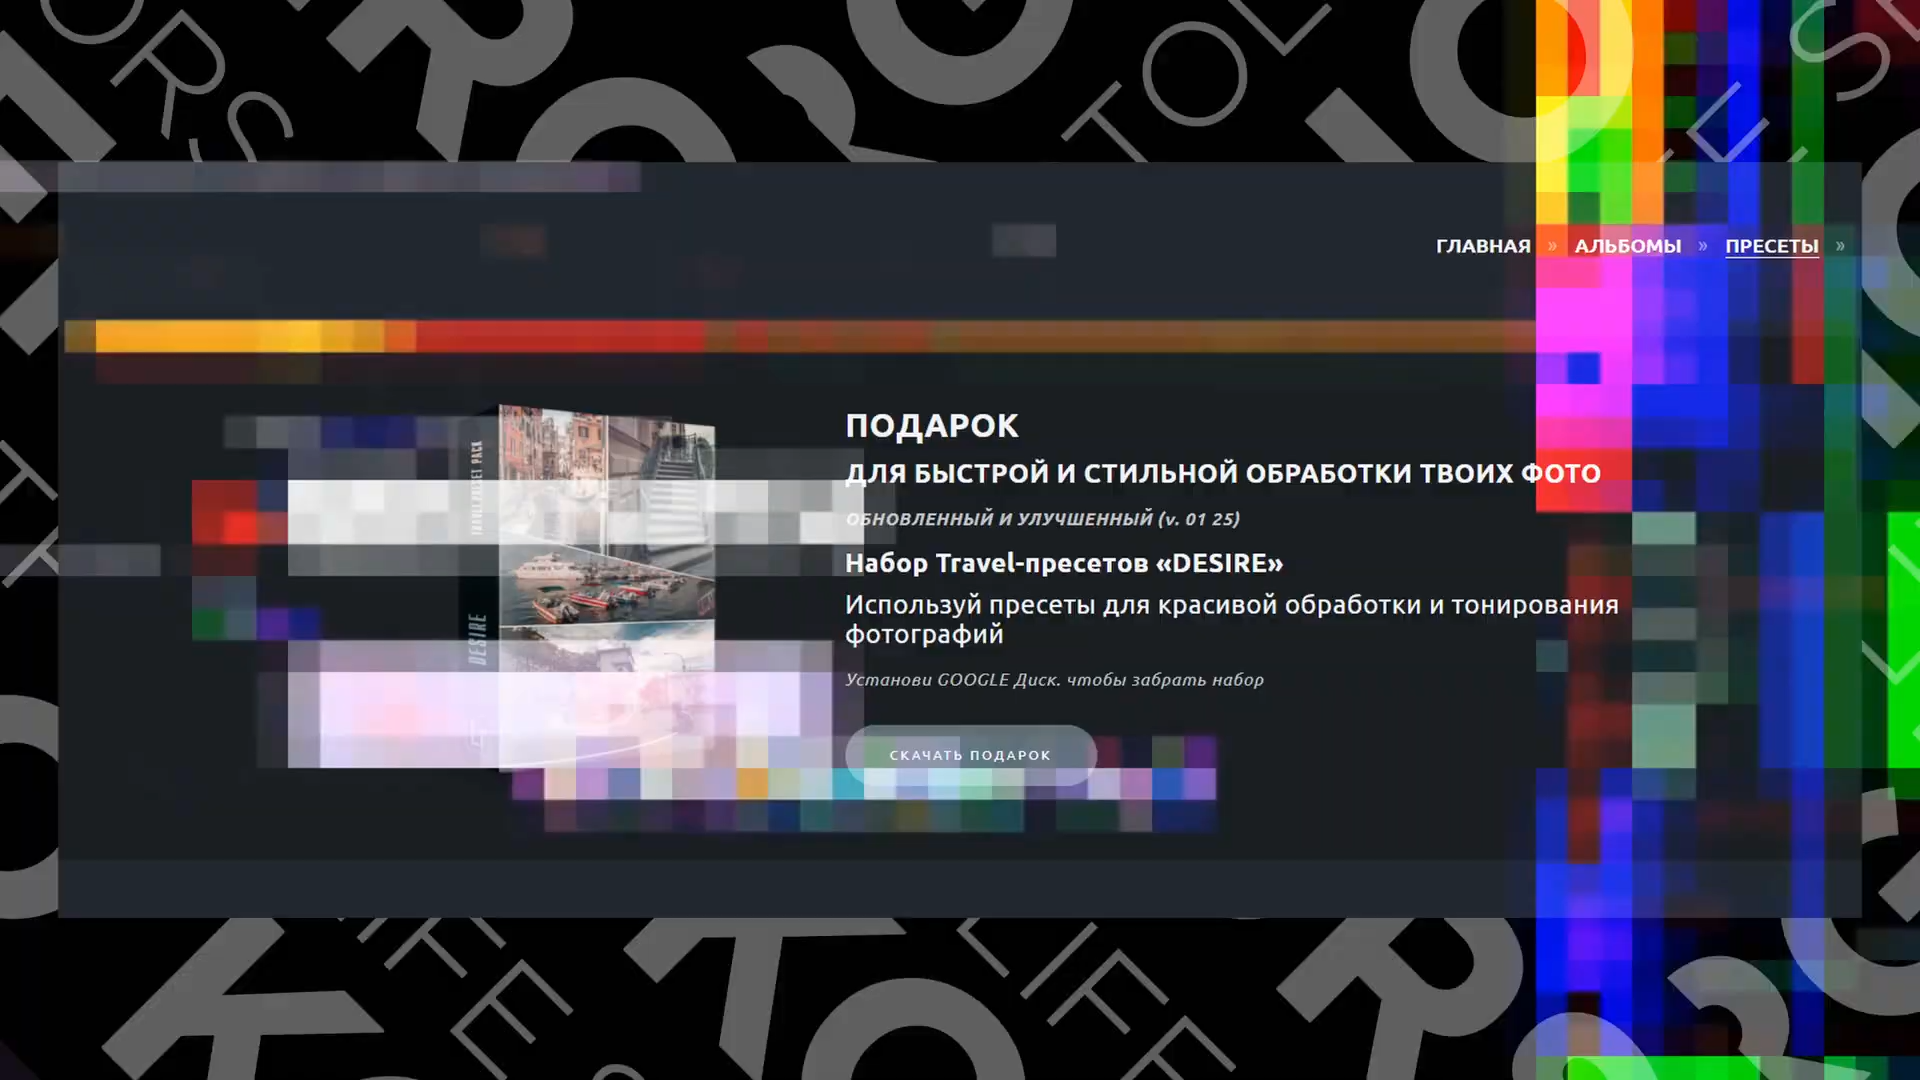 ГЛАВНАЯ » АЛЬБОМЫ » ПРЕСЕТЫ »
ПОДАРОК
ДЛЯ БЫСТРОЙ И СТИЛЬНОЙ ОБРАБОТКИ ТВОИХ ФОТО
ОБНОВЛЕННЫЙ И УЛУЧШЕННЫЙ (v. 01 25)
Набор Travel-пресетов «DESIRE»
Используй пресеты для красивой обработки и тонирования
фотографий
Установи GOOGLE Диск. чтобы забрать набор
СКАЧАТЬ ПОДАРОК
DESIRE
LIFE